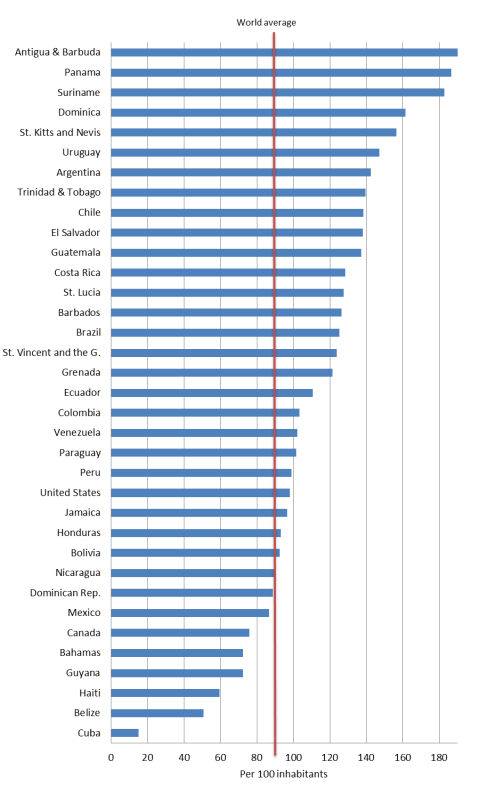 World average
Antigua & Barbuda
Panama
Suriname
Dominica
St. Kitts and Nevis
Uruguay
Argentina
Trinidad & Tobago
Chile
El Salvador
Guatemala
Costa Rica
St. Lucia
Barbados
Brazil
St. Vincent and the G.
Grenada
Ecuador
Colombia
Venezuela
Paraguay
Peru
United States
Jamaica
Honduras
Bolivia
Nicaragua
Dominican Rep.
Mexico
Canada
Bahamas
Guyana
Haiti
Belize
Cuba
0 20 40 60 80 100 120 140 160 180
Per 100 inhabitants